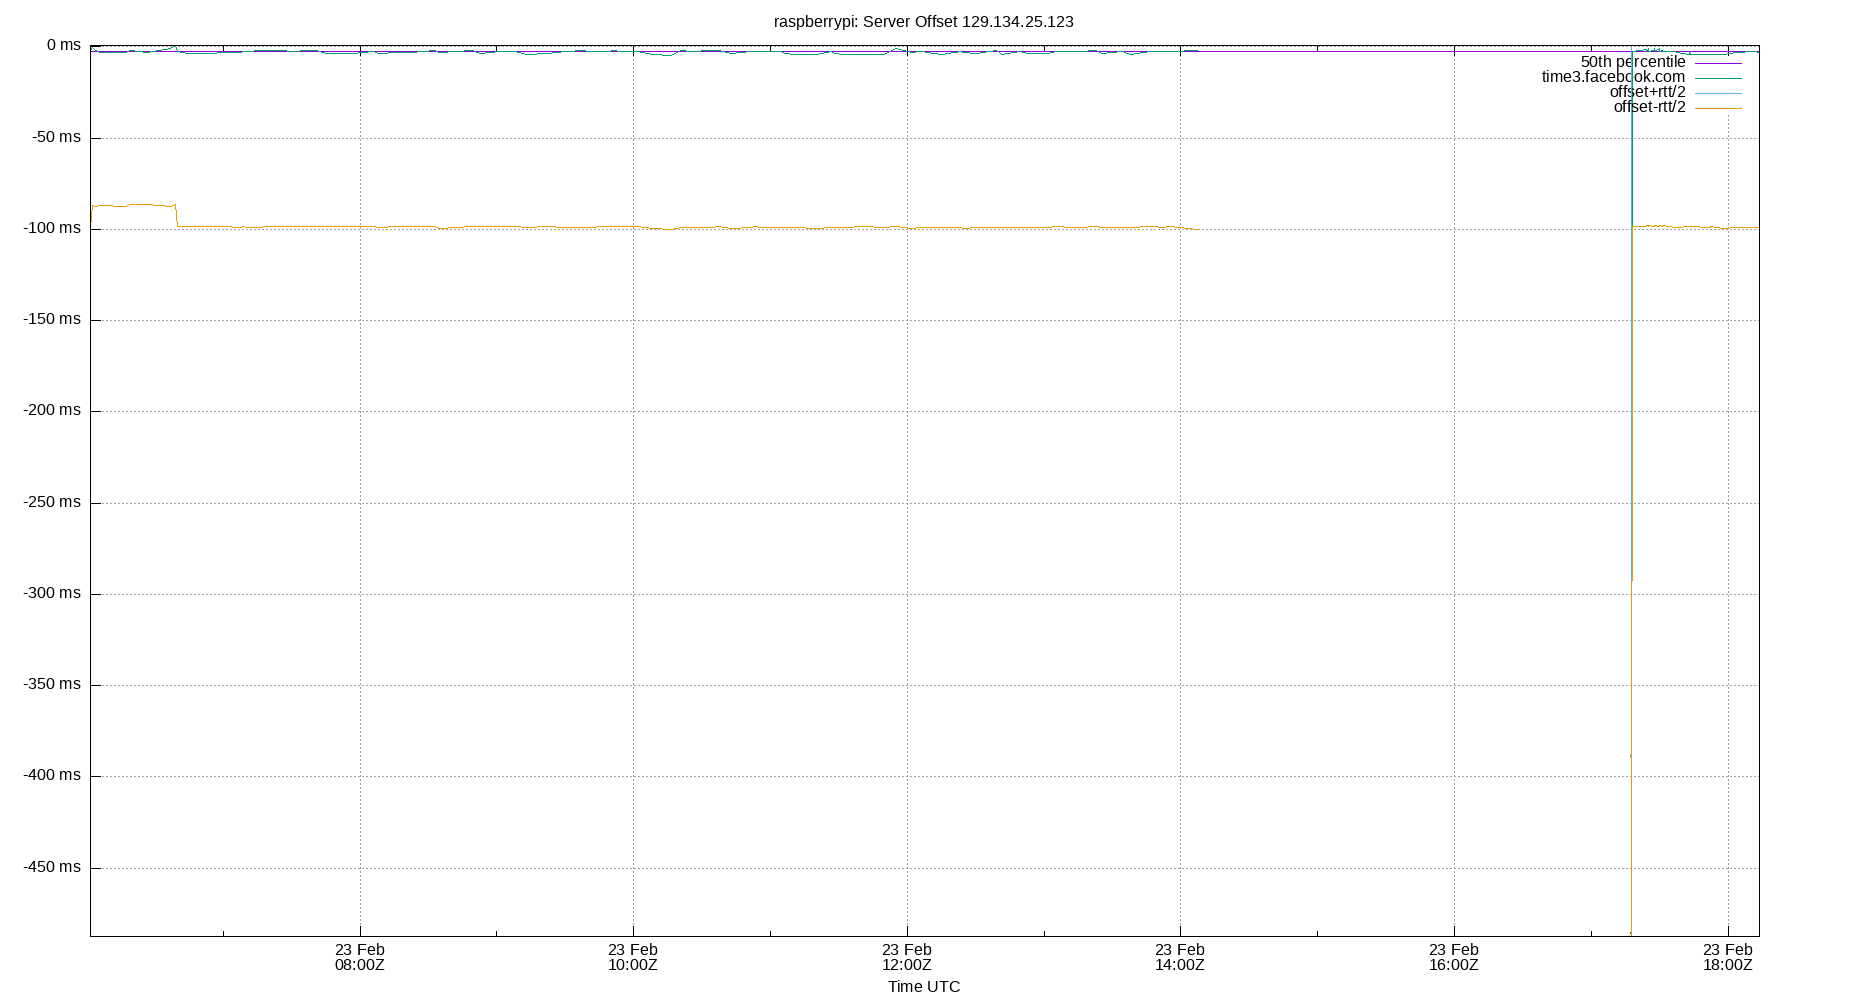 raspberrypi: Server Offset 129.134.25.123
0 ms
50th percentile
time3.facebook.com
offset+rtt/2
offset-rtt/2
-50 ms
-100 ms
-150 ms
-200 ms
-250 ms
-300 ms
-350 ms
-400 ms
-450 ms
23 Feb 23 Feb 23 Feb 23 Feb 23 Feb 23 Feb
08:00Z 10:00Z 12:00Z 14:00Z 16:00Z 18:00Z
Time UTC